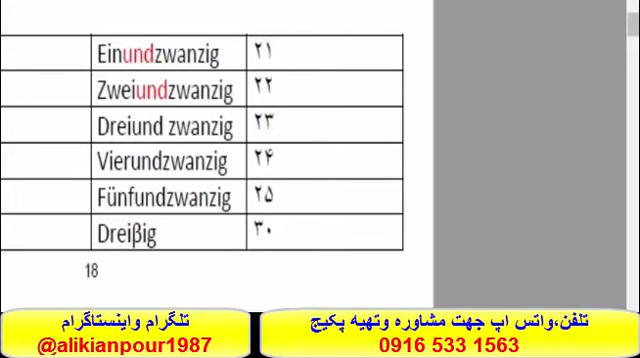 Einundzwanzig ۲۱
Zweiundzwanzig ۲۲
Dreiund zwanzig ۲۳
Vierundzwanzig ۲۴
Fünfundzwanzig ۲۵
Dreiβig ۳۰
18
تلگرام واینستاگرام
@alikianpour1987
تلفن،واتس اپ جهت مشاوره وتهیه پکیج
0916 533 1563